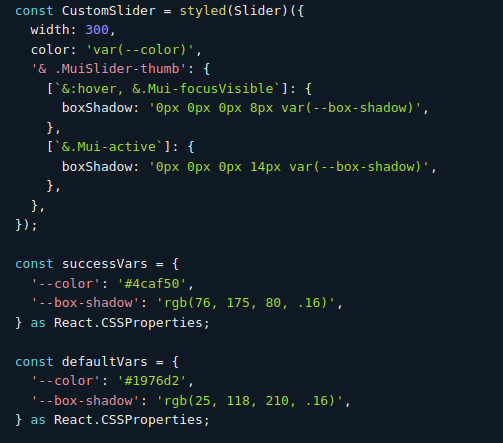 const CustomSlider = styled(Slider)({
  width: 300,
  color: 'var(--color)',
  '& .MuiSlider-thumb': {
    [`&:hover, &.Mui-focusVisible`]: {
      boxShadow: '0px 0px 0px 8px var(--box-shadow)',
    },
    [`&.Mui-active`]: {
      boxShadow: '0px 0px 0px 14px var(--box-shadow)',
    },
  },
});

const successVars = {
  '--color': '#4caf50',
  '--box-shadow': 'rgb(76, 175, 80, .16)',
} as React.CSSProperties;

const defaultVars = {
  '--color': '#1976d2',
  '--box-shadow': 'rgb(25, 118, 210, .16)',
} as React.CSSProperties;